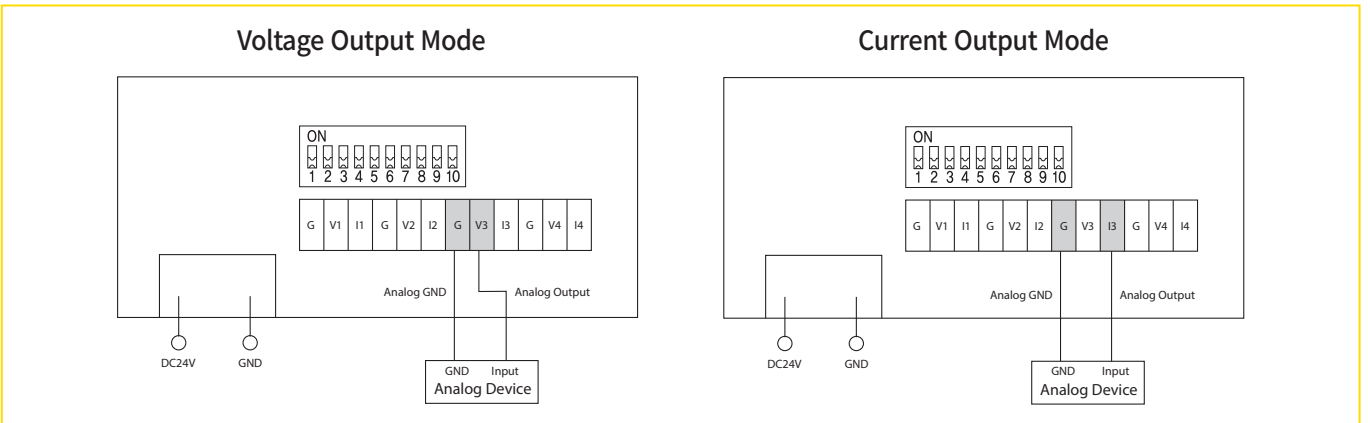 Voltage Output Mode
ON
1 2 3 4 5 6 7 8 9 10
G V1 I1 G V2 I2 G V3 I3 G V4 I4
Analog GND
Analog Output
DC24V
GND
GND Input
Analog Device
Current Output Mode
ON
1 2 3 4 5 6 7 8 9 10
G V1 I1 G V2 I2 G V3 I3 G V4 I4
Analog GND
Analog Output
DC24V
GND
GND Input
Analog Device